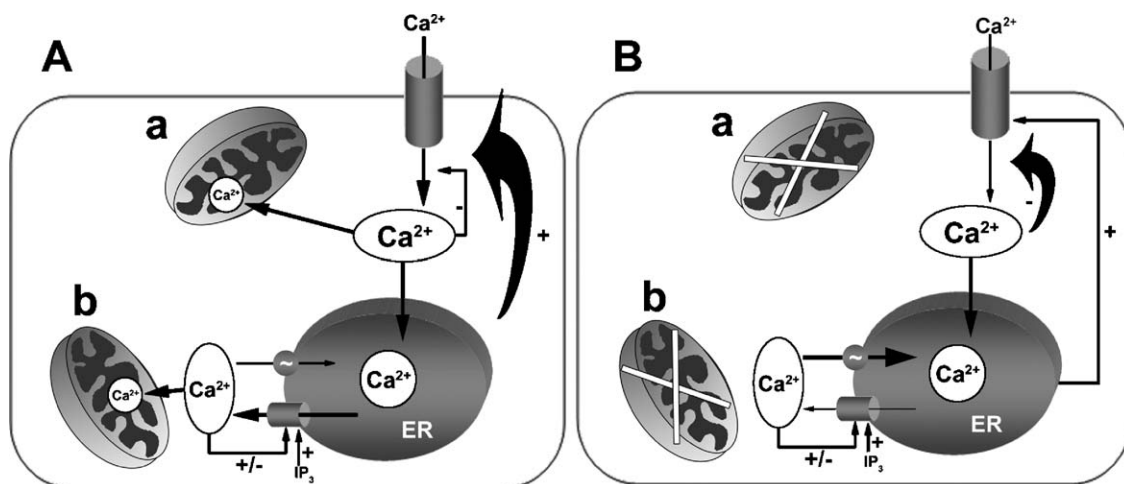 Ca²⁺
A
a
Ca²⁺
-
Ca²⁺
+
b
~
Ca²⁺
Ca²⁺
Ca²⁺
ER
+
+/-
IP₃
Ca²⁺
B
a
-
Ca²⁺
+
b
~
Ca²⁺
Ca²⁺
ER
+
+/-
IP₃